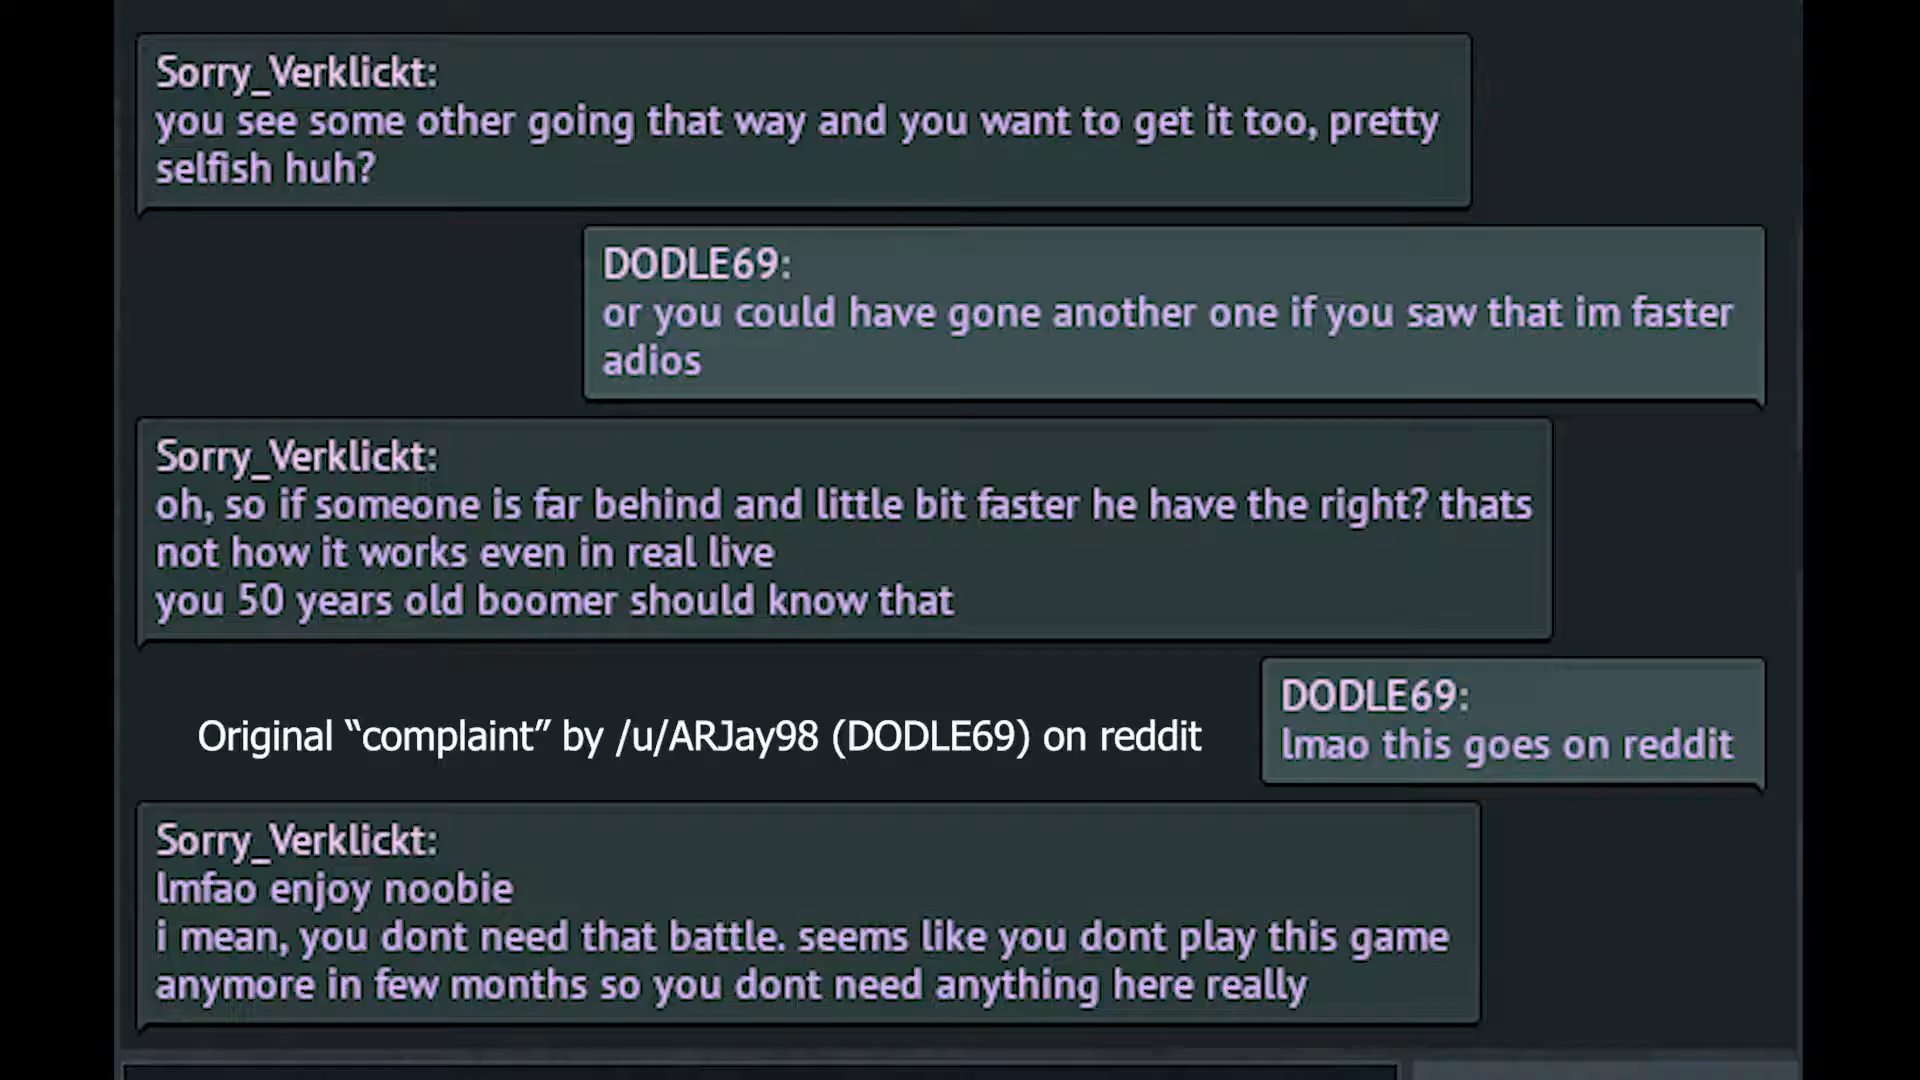 Sorry_Verklickt:
you see some other going that way and you want to get it too, pretty
selfish huh?
DODLE69:
or you could have gone another one if you saw that im faster
adios
Sorry_Verklickt:
oh, so if someone is far behind and little bit faster he have the right? thats
not how it works even in real live
you 50 years old boomer should know that
DODLE69:
lmao this goes on reddit
Original “complaint” by /u/ARJay98 (DODLE69) on reddit
Sorry_Verklickt:
lmfao enjoy noobie
i mean, you dont need that battle. seems like you dont play this game
anymore in few months so you dont need anything here really